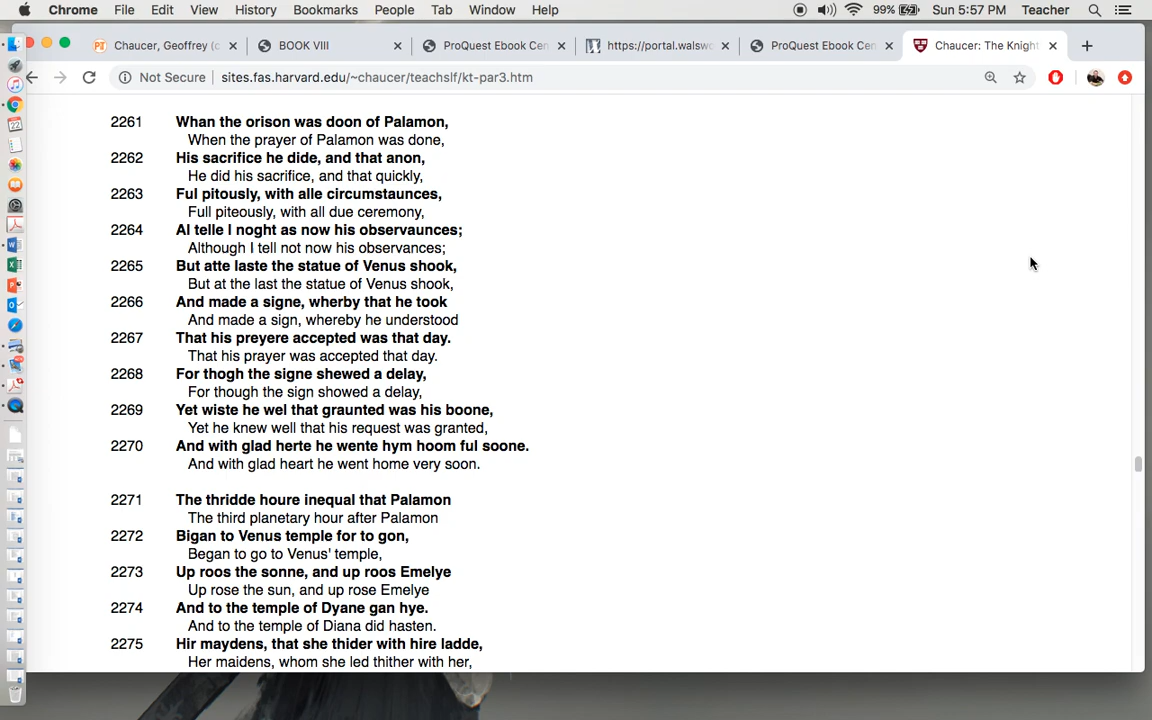 Chrome File Edit View History Bookmarks People Tab Window Help 99% Sun 5:57 PM Teacher
Chaucer, Geoffrey (c BOOK VIII ProQuest Ebook Cen https://portal.walswo ProQuest Ebook Cen Chaucer: The Knigh
Not Secure sites.fas.harvard.edu/~chaucer/teachslf/kt-par3.htm
2261 Whan the orison was doon of Palamon,
When the prayer of Palamon was done,
2262 His sacrifice he dide, and that anon,
He did his sacrifice, and that quickly,
2263 Ful pitously, with alle circumstaunces,
Full piteously, with all due ceremony,
2264 Al telle I noght as now his observaunces;
Although I tell not now his observances;
2265 But atte laste the statue of Venus shook,
But at the last the statue of Venus shook,
2266 And made a signe, wherby that he took
And made a sign, whereby he understood
2267 That his preyere accepted was that day.
That his prayer was accepted that day.
2268 For thogh the signe shewed a delay,
For though the sign showed a delay,
2269 Yet wiste he wel that graunted was his boone,
Yet he knew well that his request was granted,
2270 And with glad herte he wente hym hoom ful soone.
And with glad heart he went home very soon.
2271 The thridde houre inequal that Palamon
The third planetary hour after Palamon
2272 Bigan to Venus temple for to gon,
Began to go to Venus' temple,
2273 Up roos the sonne, and up roos Emelye
Up rose the sun, and up rose Emelye
2274 And to the temple of Dyane gan hye.
And to the temple of Diana did hasten.
2275 Hir maydens, that she thider with hire ladde,
Her maidens, whom she led thither with her,